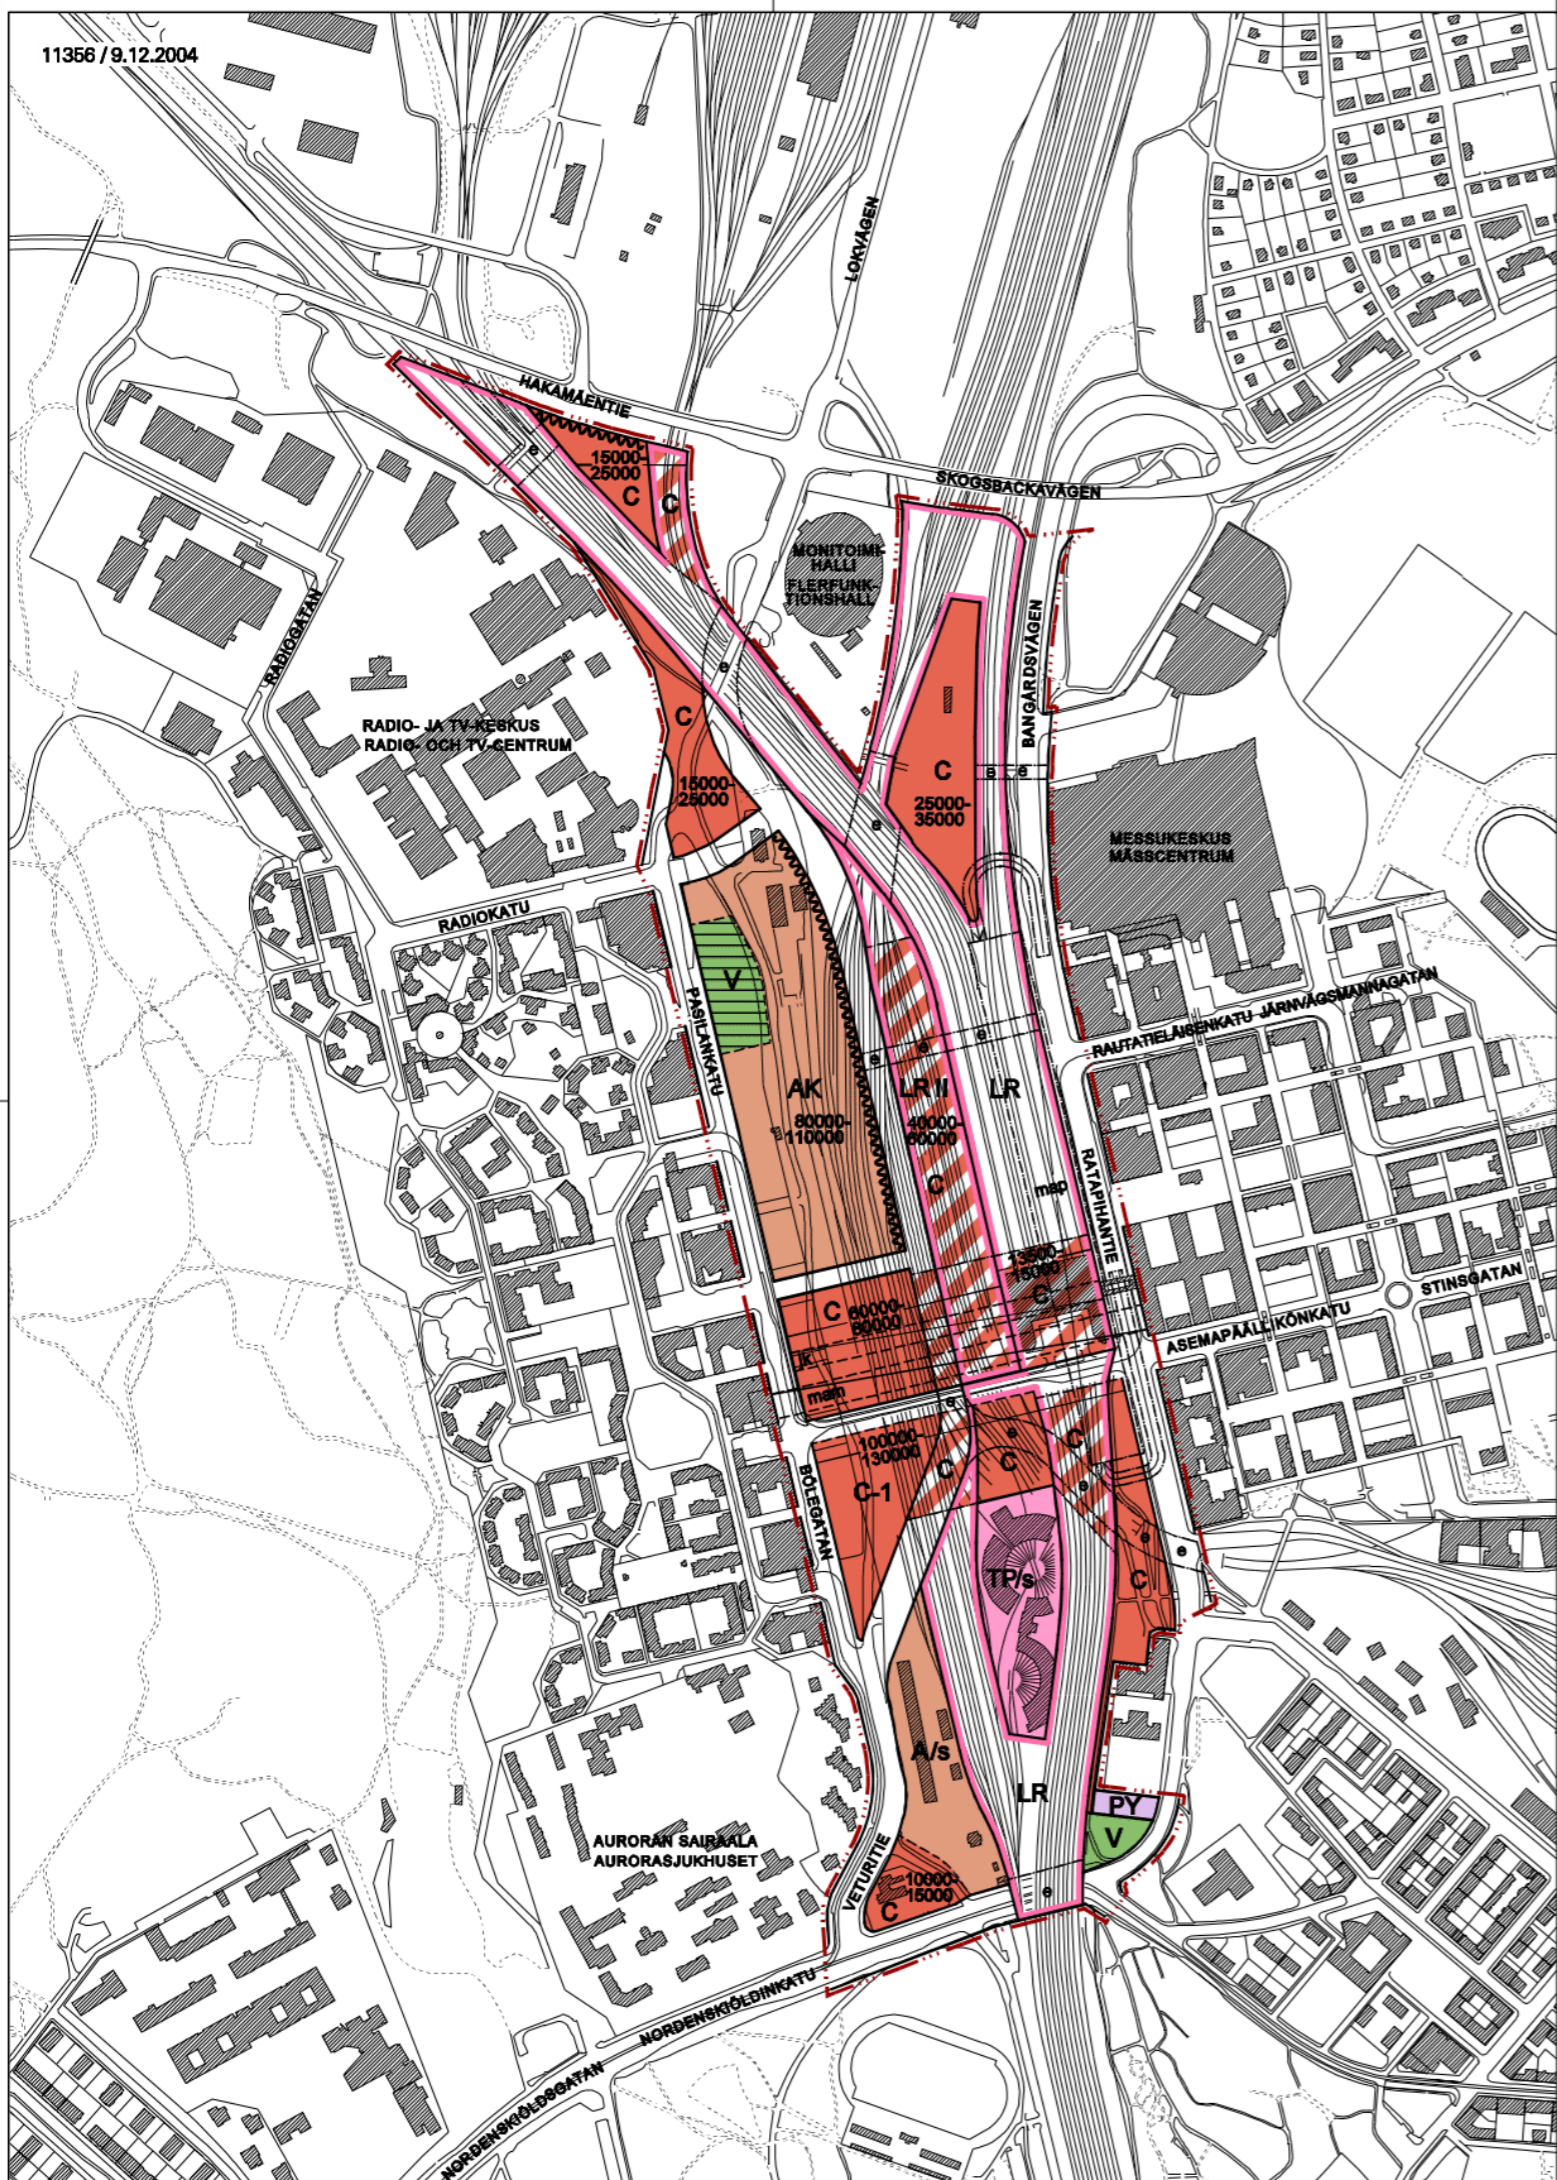 11356 / 9.12.2004
LOKVÄGEN
HAKAMÄENTIE
15000-
25000
C
C
e
SKOGSBACKAVÄGEN
MONITOIMI-
HALLI
FLERFUNK-
TIONSHALL
RADIOGATAN
BANGÅRDSVÄGEN
e
RADIO- JA TV-KESKUS
RADIO- OCH TV-CENTRUM
C
15000-
25000
C
25000-
35000
e
e
e
MESSUKESKUS
MÄSSCENTRUM
RADIOKATU
V
PASILANKATU
RAUTATIELÄISENKATU JÄRNVÄGSMANNAGATAN
e
e
e
AK
80000-
110000
LR II
40000-
60000
LR
C
map
RATAPIHANTIE
13500-
15000
C
STINSGATAN
ASEMAPÄÄLLIKÖNKATU
C
60000-
80000
jk
mam
e
100000-
130000
C
e
C
C
C-1
BÖLEGATAN
e
e
e
TP/s
C
A/s
LR
PY
V
AURORAN SAIRAALA
AURORASJUKHUSET
VETURITIE
10000-
15000
C
e
NORDENSKIÖLDINKATU
NORDENSKIÖLDSGATAN